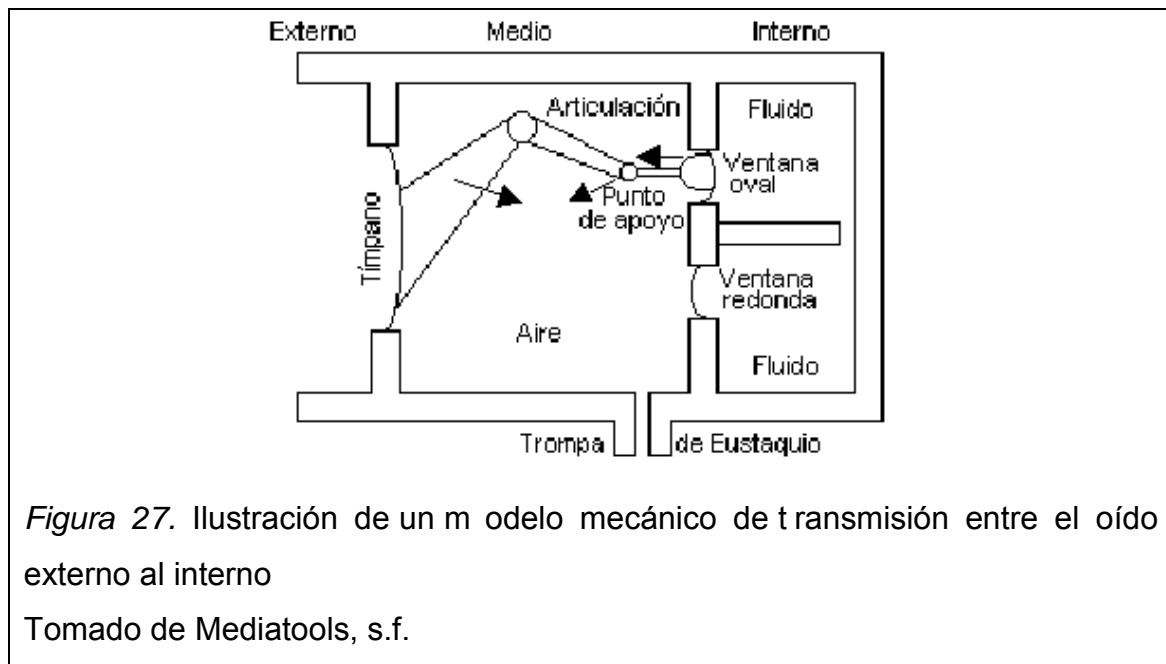 Externo Medio Interno
Articulación Fluido
Ventana
oval
Punto
de apoyo
Tímpano
Ventana
redonda
Aire
Fluido
Trompa de Eustaquio
Figura 27. Ilustración de un m odelo mecánico de t ransmisión entre el oído
externo al interno
Tomado de Mediatools, s.f.